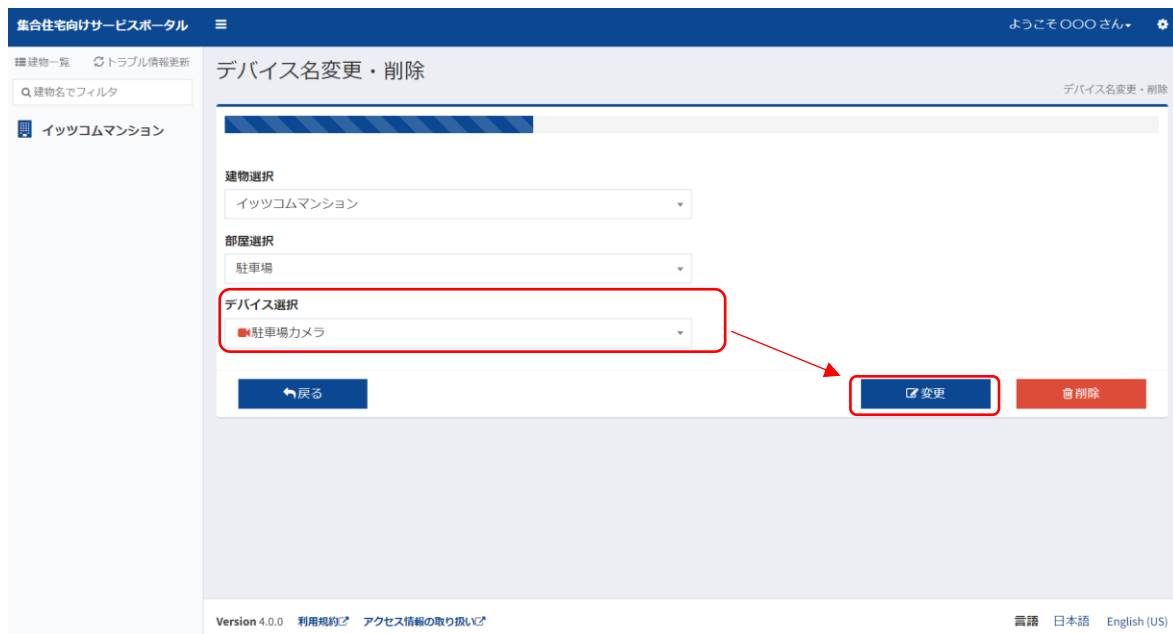 集合住宅向けサービスポータル
ようこそ〇〇〇さん
建物一覧 トラブル情報更新
建物名でフィルタ
イッツコムマンション
デバイス名変更・削除
デバイス名変更・削除
建物選択
イッツコムマンション
部屋選択
駐車場
デバイス選択
駐車場カメラ
戻る
変更
削除
Version 4.0.0 利用規約 アクセス情報の取り扱い
言語 日本語 English (US)